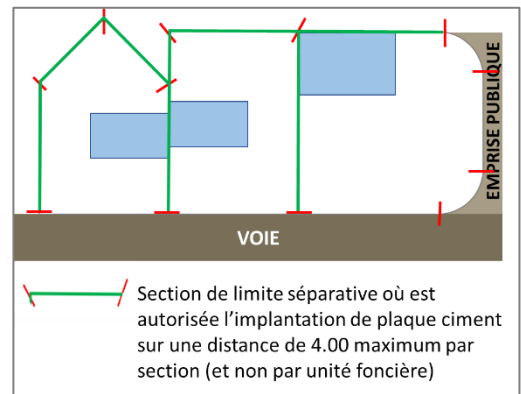 EMPRISE PUBLIQUE
VOIE
Section de limite séparative où est
autorisée l'implantation de plaque ciment
sur une distance de 4.00 maximum par
section (et non par unité foncière)